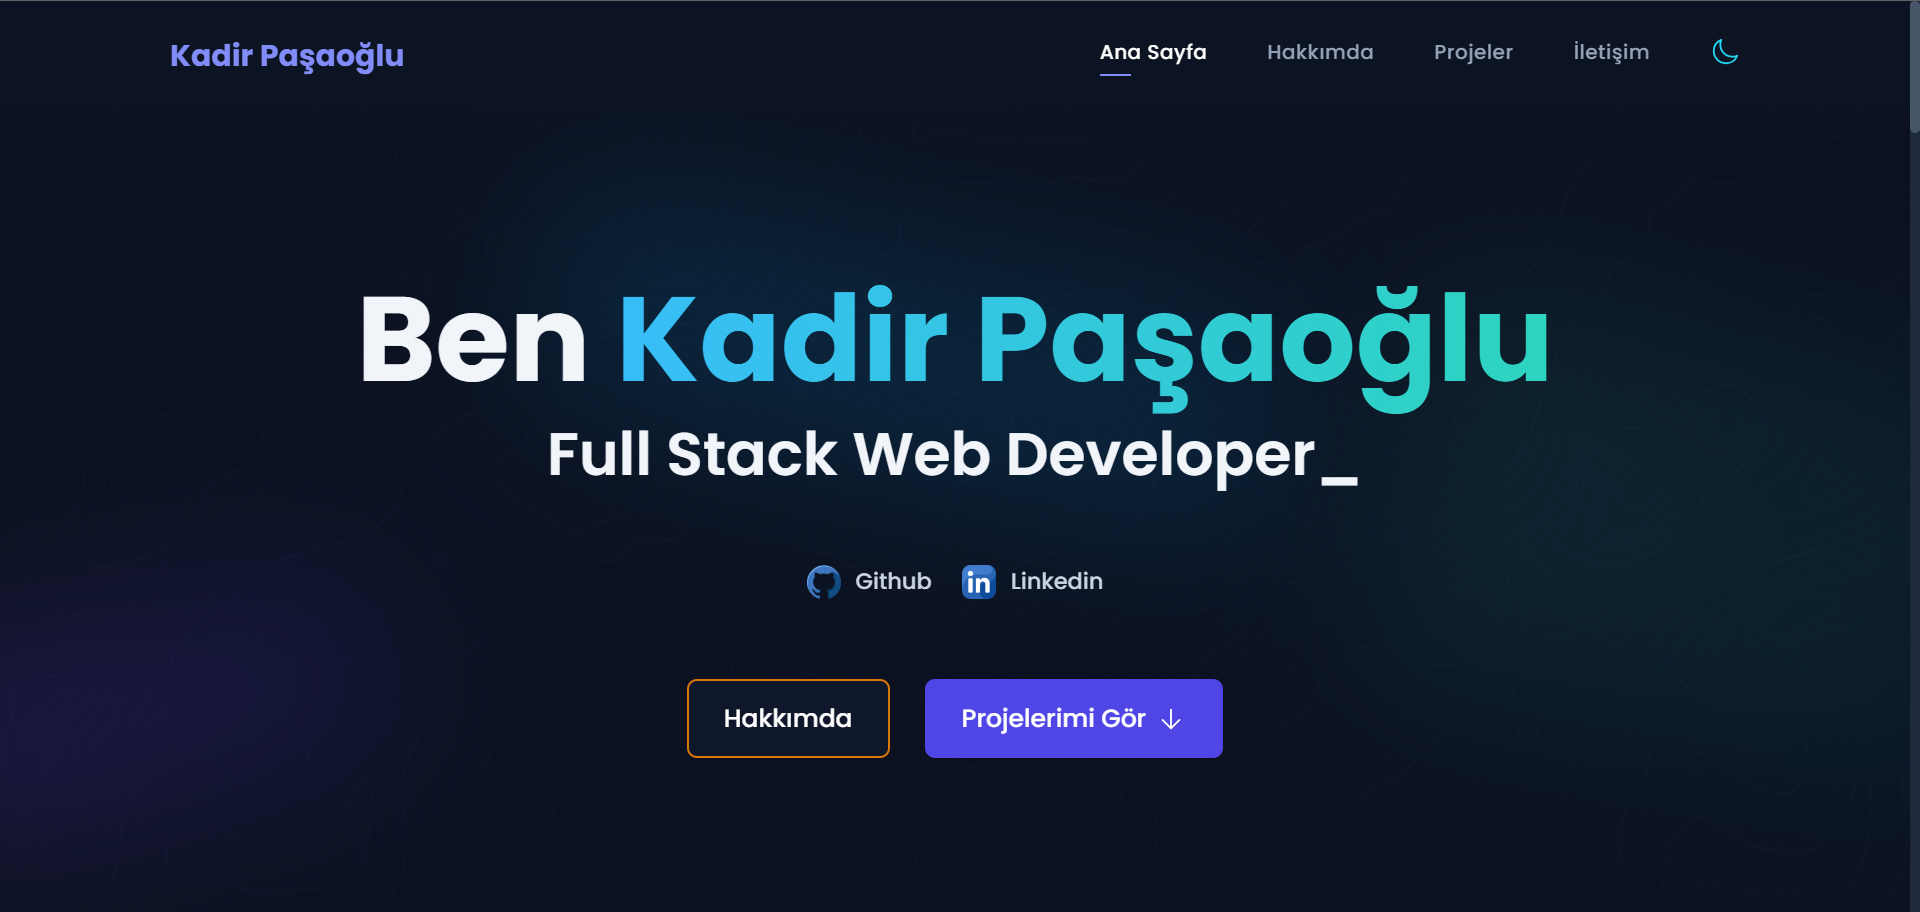 Kadir Paşaoğlu
Ana Sayfa Hakkımda Projeler İletişim
Ben Kadir Paşaoğlu
Full Stack Web Developer_
Github Linkedin
Hakkımda Projelerimi Gör ↓